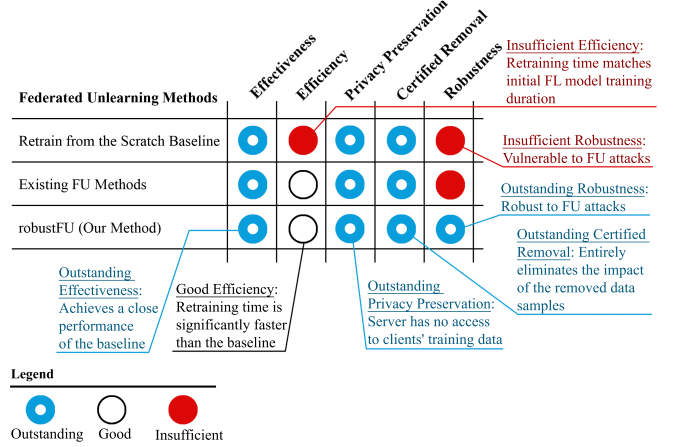 Effectiveness
Efficiency
Privacy Preservation
Certified Removal
Robustness
Federated Unlearning Methods
Retrain from the Scratch Baseline
Existing FU Methods
robustFU (Our Method)
Insufficient Efficiency:
Retraining time matches
initial FL model training
duration
Insufficient Robustness:
Vulnerable to FU attacks
Outstanding Robustness:
Robust to FU attacks
Outstanding Certified
Removal: Entirely
eliminates the impact
of the removed data
samples
Outstanding
Effectiveness:
Achieves a close
performance
of the baseline
Good Efficiency:
Retraining time is
significantly faster
than the baseline
Outstanding
Privacy Preservation:
Server has no access
to clients' training data
Legend
Outstanding
Good
Insufficient